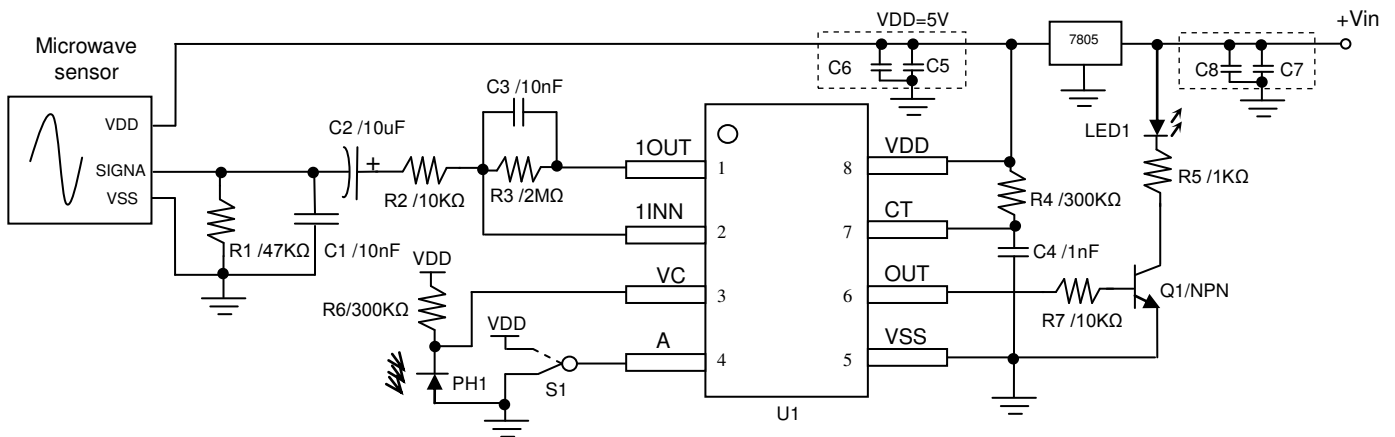 VDD=5V
+Vin
7805
Microwave
sensor
C6
C5
C8
C7
C3 /10nF
LED1
VDD
C2 /10uF
+
1OUT
VDD
SIGNA
1
8
R5 /1KΩ
VSS
R2 /10KΩ
R3 /2MΩ
R4 /300KΩ
1INN
CT
2
7
R1 /47KΩ
C1 /10nF
C4 /1nF
VDD
VC
OUT
R6/300KΩ
3
6
Q1/NPN
R7 /10KΩ
VDD
A
VSS
4
5
PH1
S1
U1